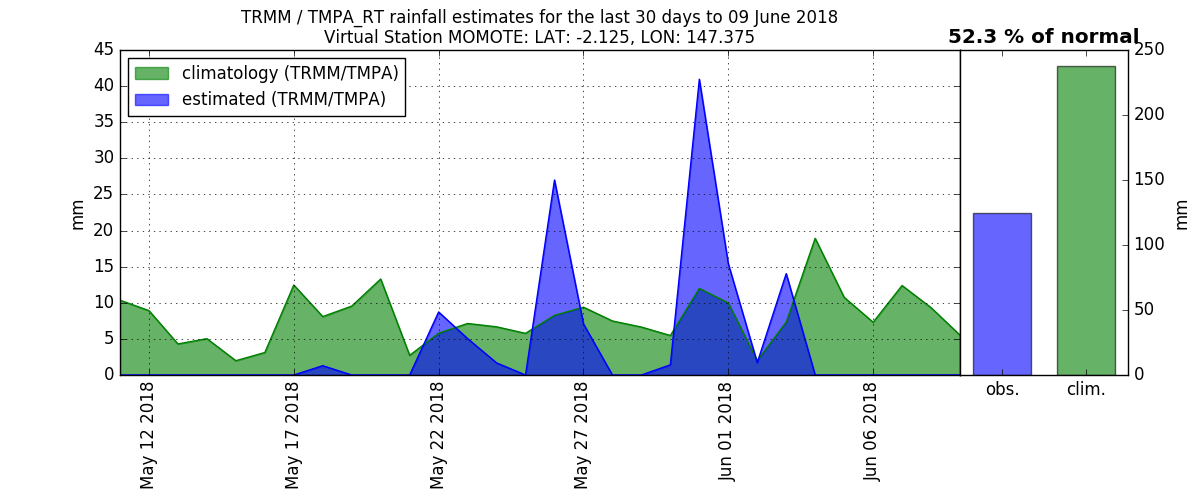 TRMM / TMPA_RT rainfall estimates for the last 30 days to 09 June 2018
Virtual Station MOMOTE: LAT: -2.125, LON: 147.375
52.3 % of normal
climatology (TRMM/TMPA)
estimated (TRMM/TMPA)
45
40
35
30
25
20
15
10
5
0
mm
May 12 2018
May 17 2018
May 22 2018
May 27 2018
Jun 01 2018
Jun 06 2018
250
200
150
100
50
0
mm
obs.
clim.